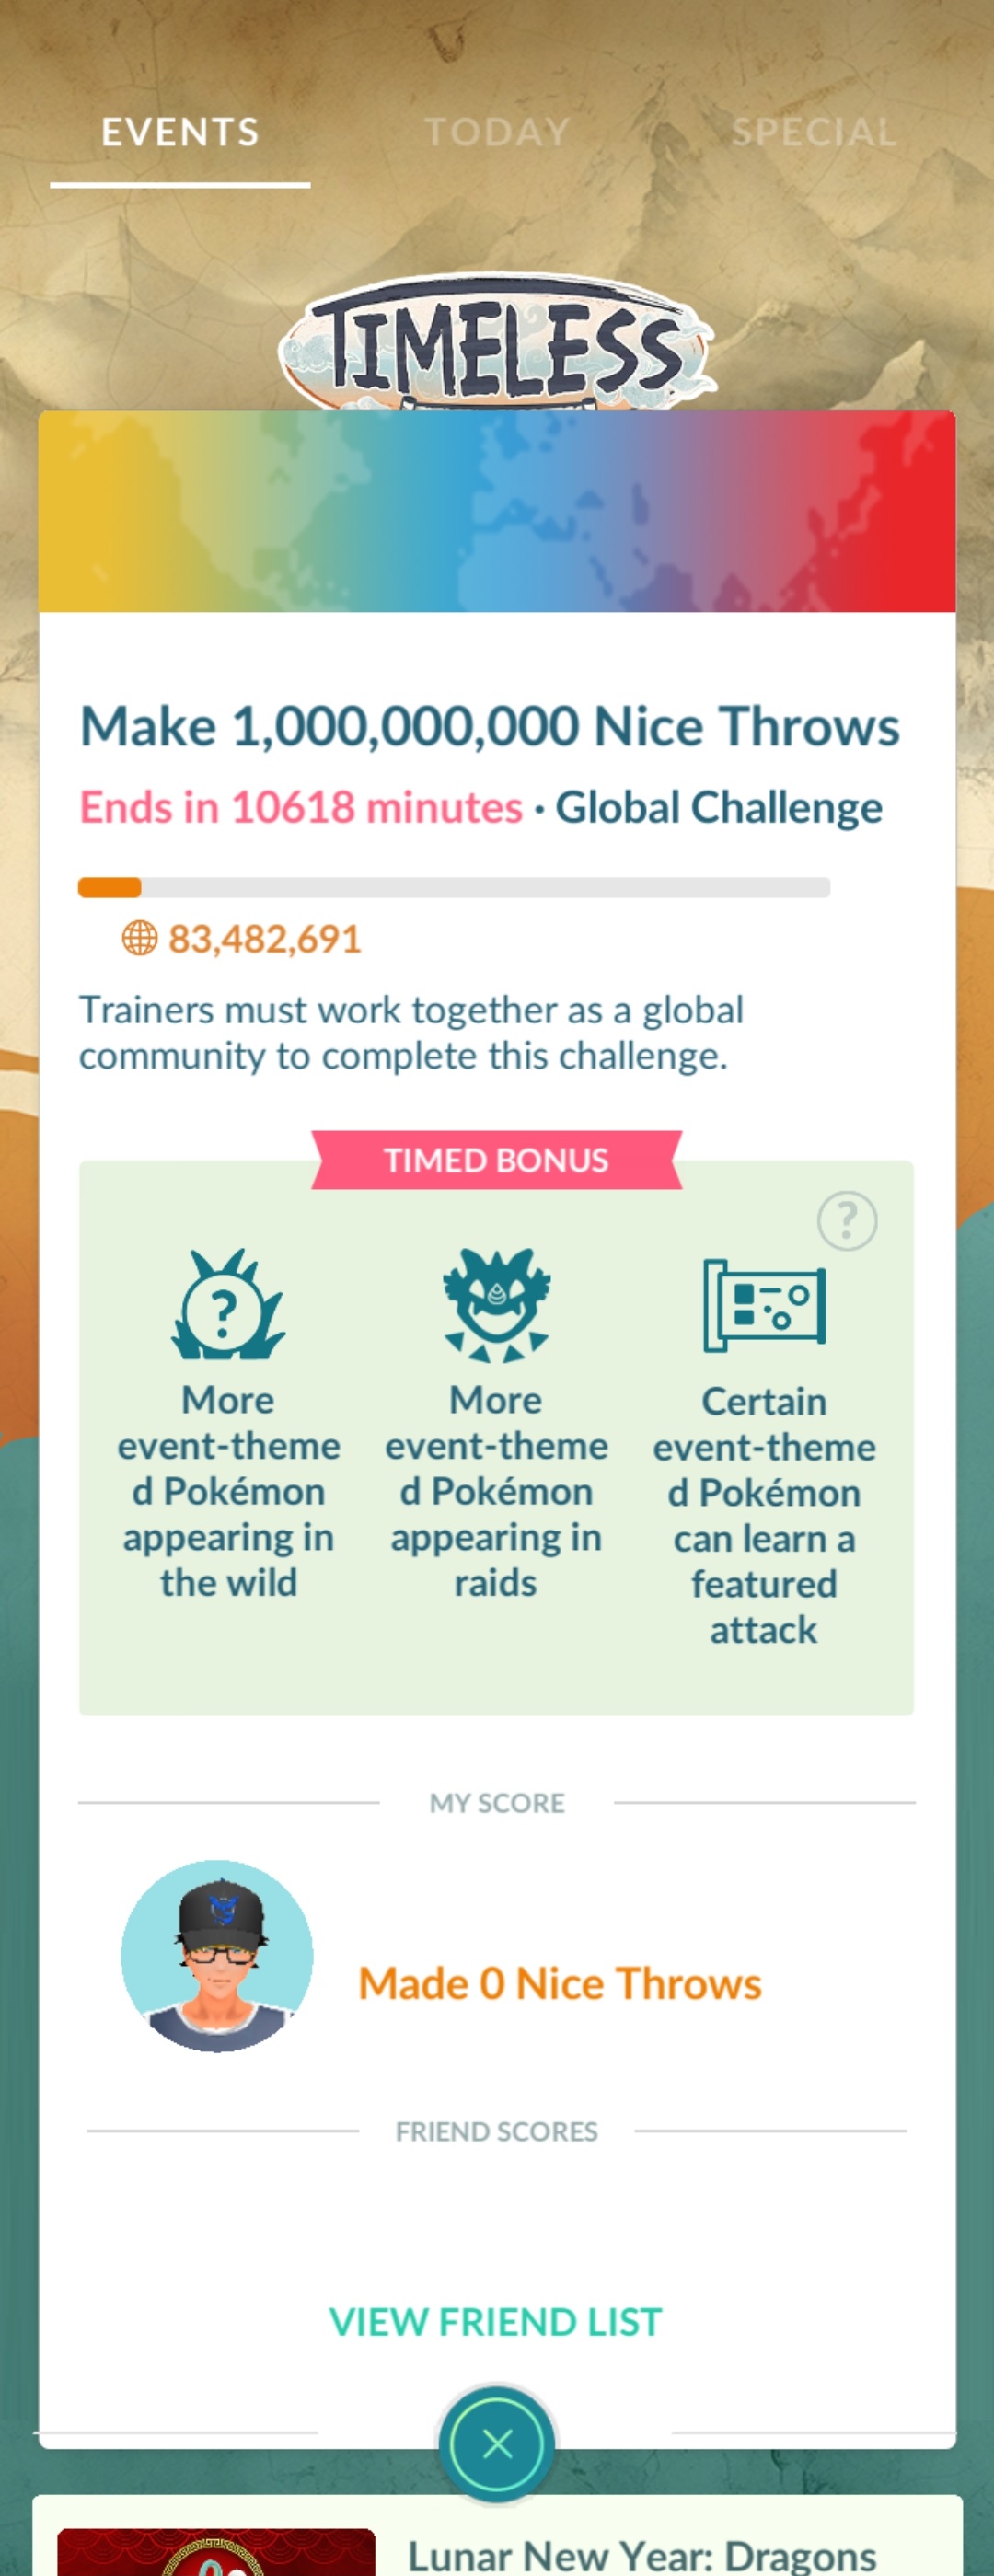 EVENTS
TODAY
SPECIAL
TIMELESS
Make 1,000,000,000 Nice Throws
Ends in 10618 minutes · Global Challenge
83,482,691
Trainers must work together as a global
community to complete this challenge.
TIMED BONUS
?
?
More
event-theme
d Pokémon
appearing in
the wild
More
event-theme
d Pokémon
appearing in
raids
Certain
event-theme
d Pokémon
can learn a
featured
attack
MY SCORE
Made 0 Nice Throws
FRIEND SCORES
VIEW FRIEND LIST
Lunar New Year: Dragons